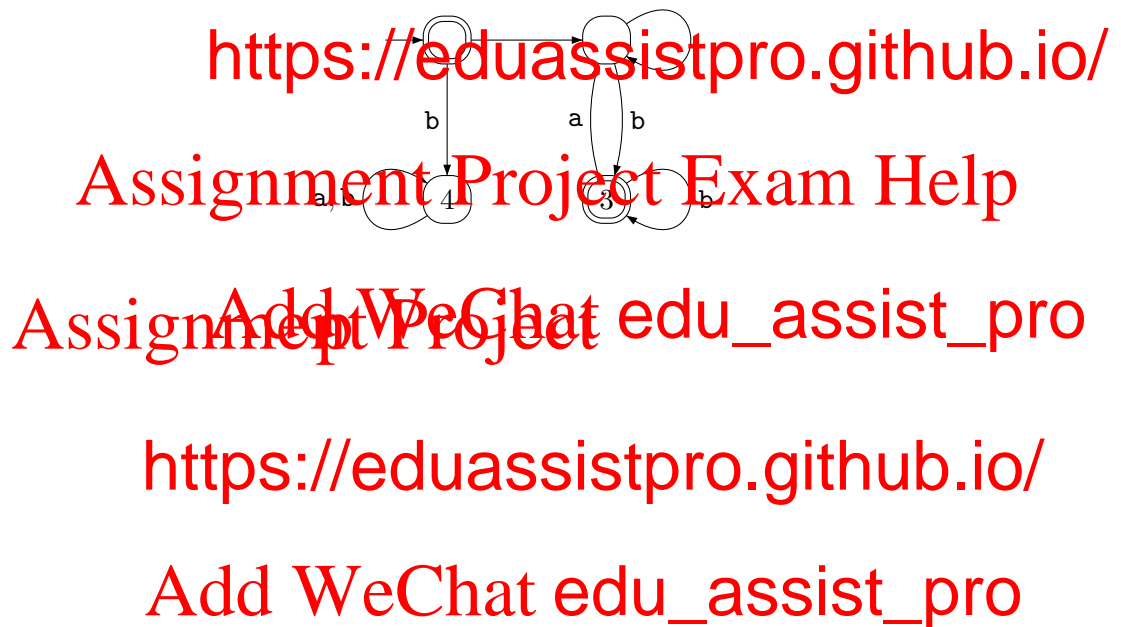 https://eduassistpro.github.io/
b a b
Assignment Project Exam Help
a, b 4 3 b
Assignment Project
Add WeChat edu_assist_pro
https://eduassistpro.github.io/
Add WeChat edu_assist_pro